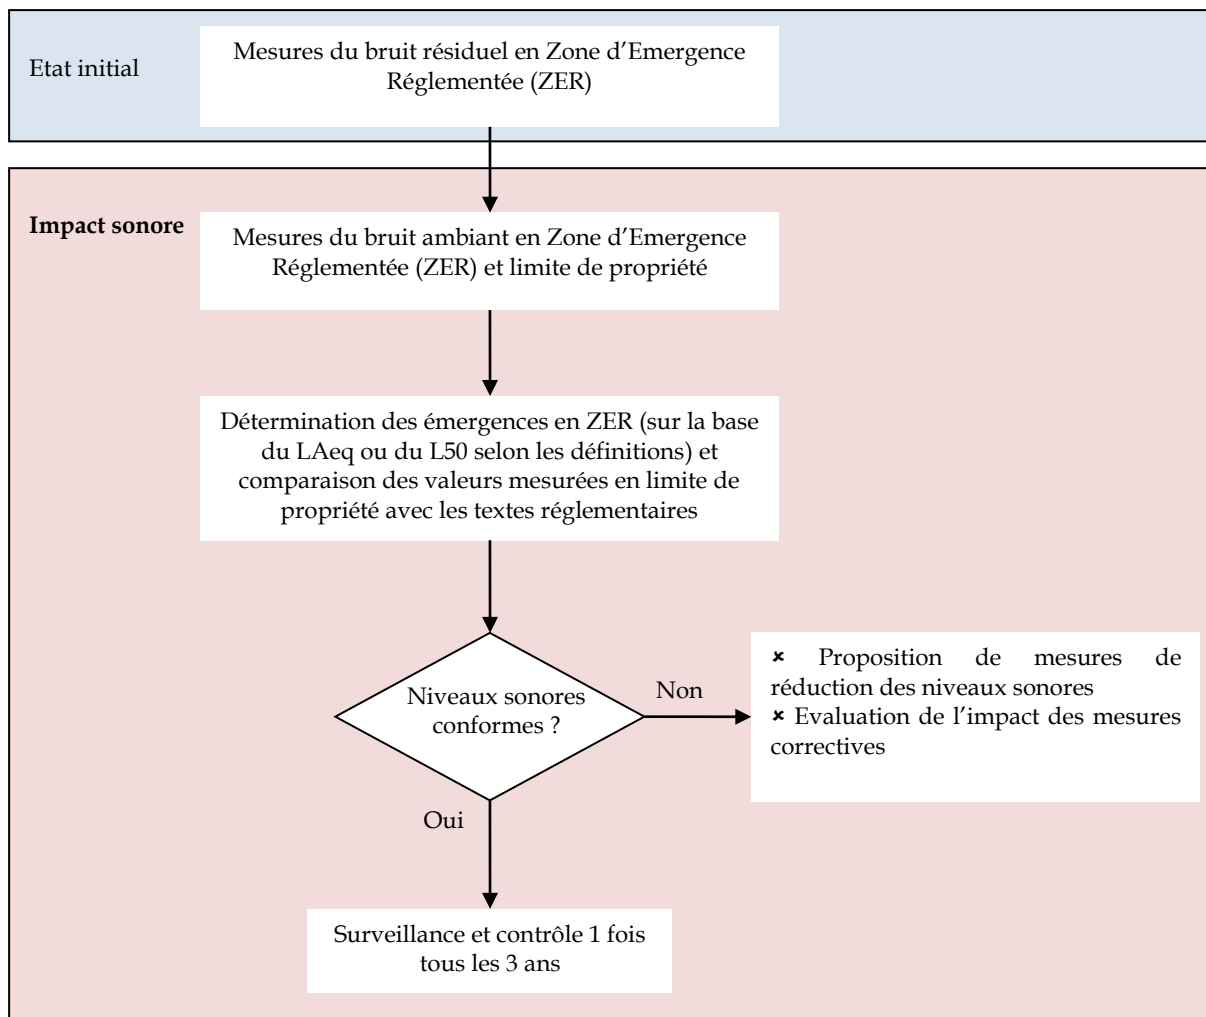 Etat initial
Mesures du bruit résiduel en Zone d'Emergence
Réglementée (ZER)
Impact sonore
Mesures du bruit ambiant en Zone d'Emergence
Réglementée (ZER) et limite de propriété
Détermination des émergences en ZER (sur la base
du LAeq ou du L50 selon les définitions) et
comparaison des valeurs mesurées en limite de
propriété avec les textes réglementaires
Niveaux sonores
conformes ?
Non
× Proposition de mesures de
réduction des niveaux sonores
× Evaluation de l'impact des mesures
correctives
Oui
Surveillance et contrôle 1 fois
tous les 3 ans